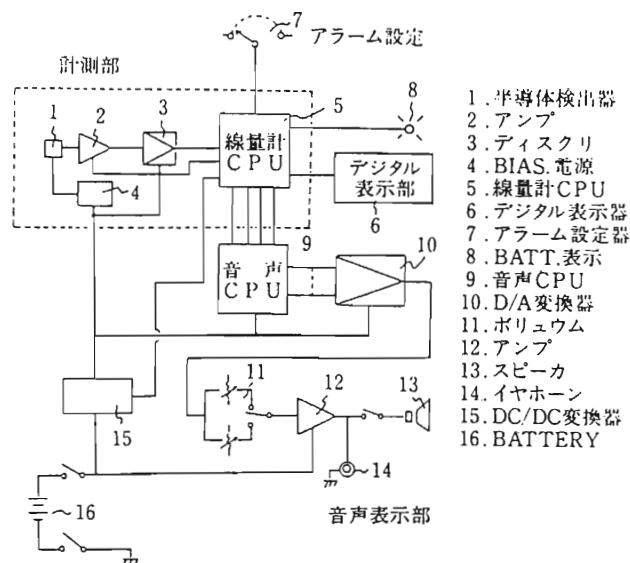 7
アラーム設定
計測部
1
2
3
5
8
線量計
CPU
4
デジタル
表示部
6
9
10
音声
CPU
11
12
13
15
14
16
音声表示部
1.半導体検出器
2.アンプ
3.ディスクリ
4.BIAS.電源
5.線量計CPU
6.デジタル表示器
7.アラーム設定器
8.BATT.表示
9.音声CPU
10.D/A変換器
11.ボリュウム
12.アンプ
13.スピーカ
14.イヤホーン
15.DC/DC変換器
16.BATTERY